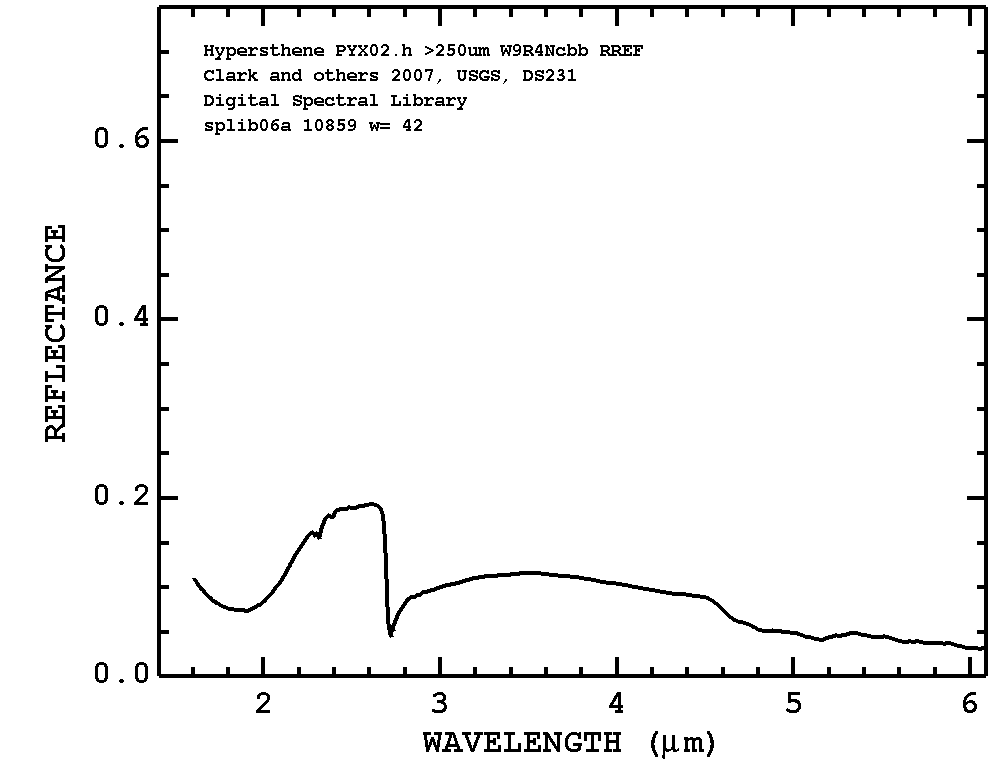 Hypersthene PYX02.h >250um W9R4Ncbb RREF
Clark and others 2007, USGS, DS231
Digital Spectral Library
splib06a 10859 w= 42
0.6
0.4
0.2
0.0
REFLECTANCE
2 3 4 5 6
WAVELENGTH (μm)